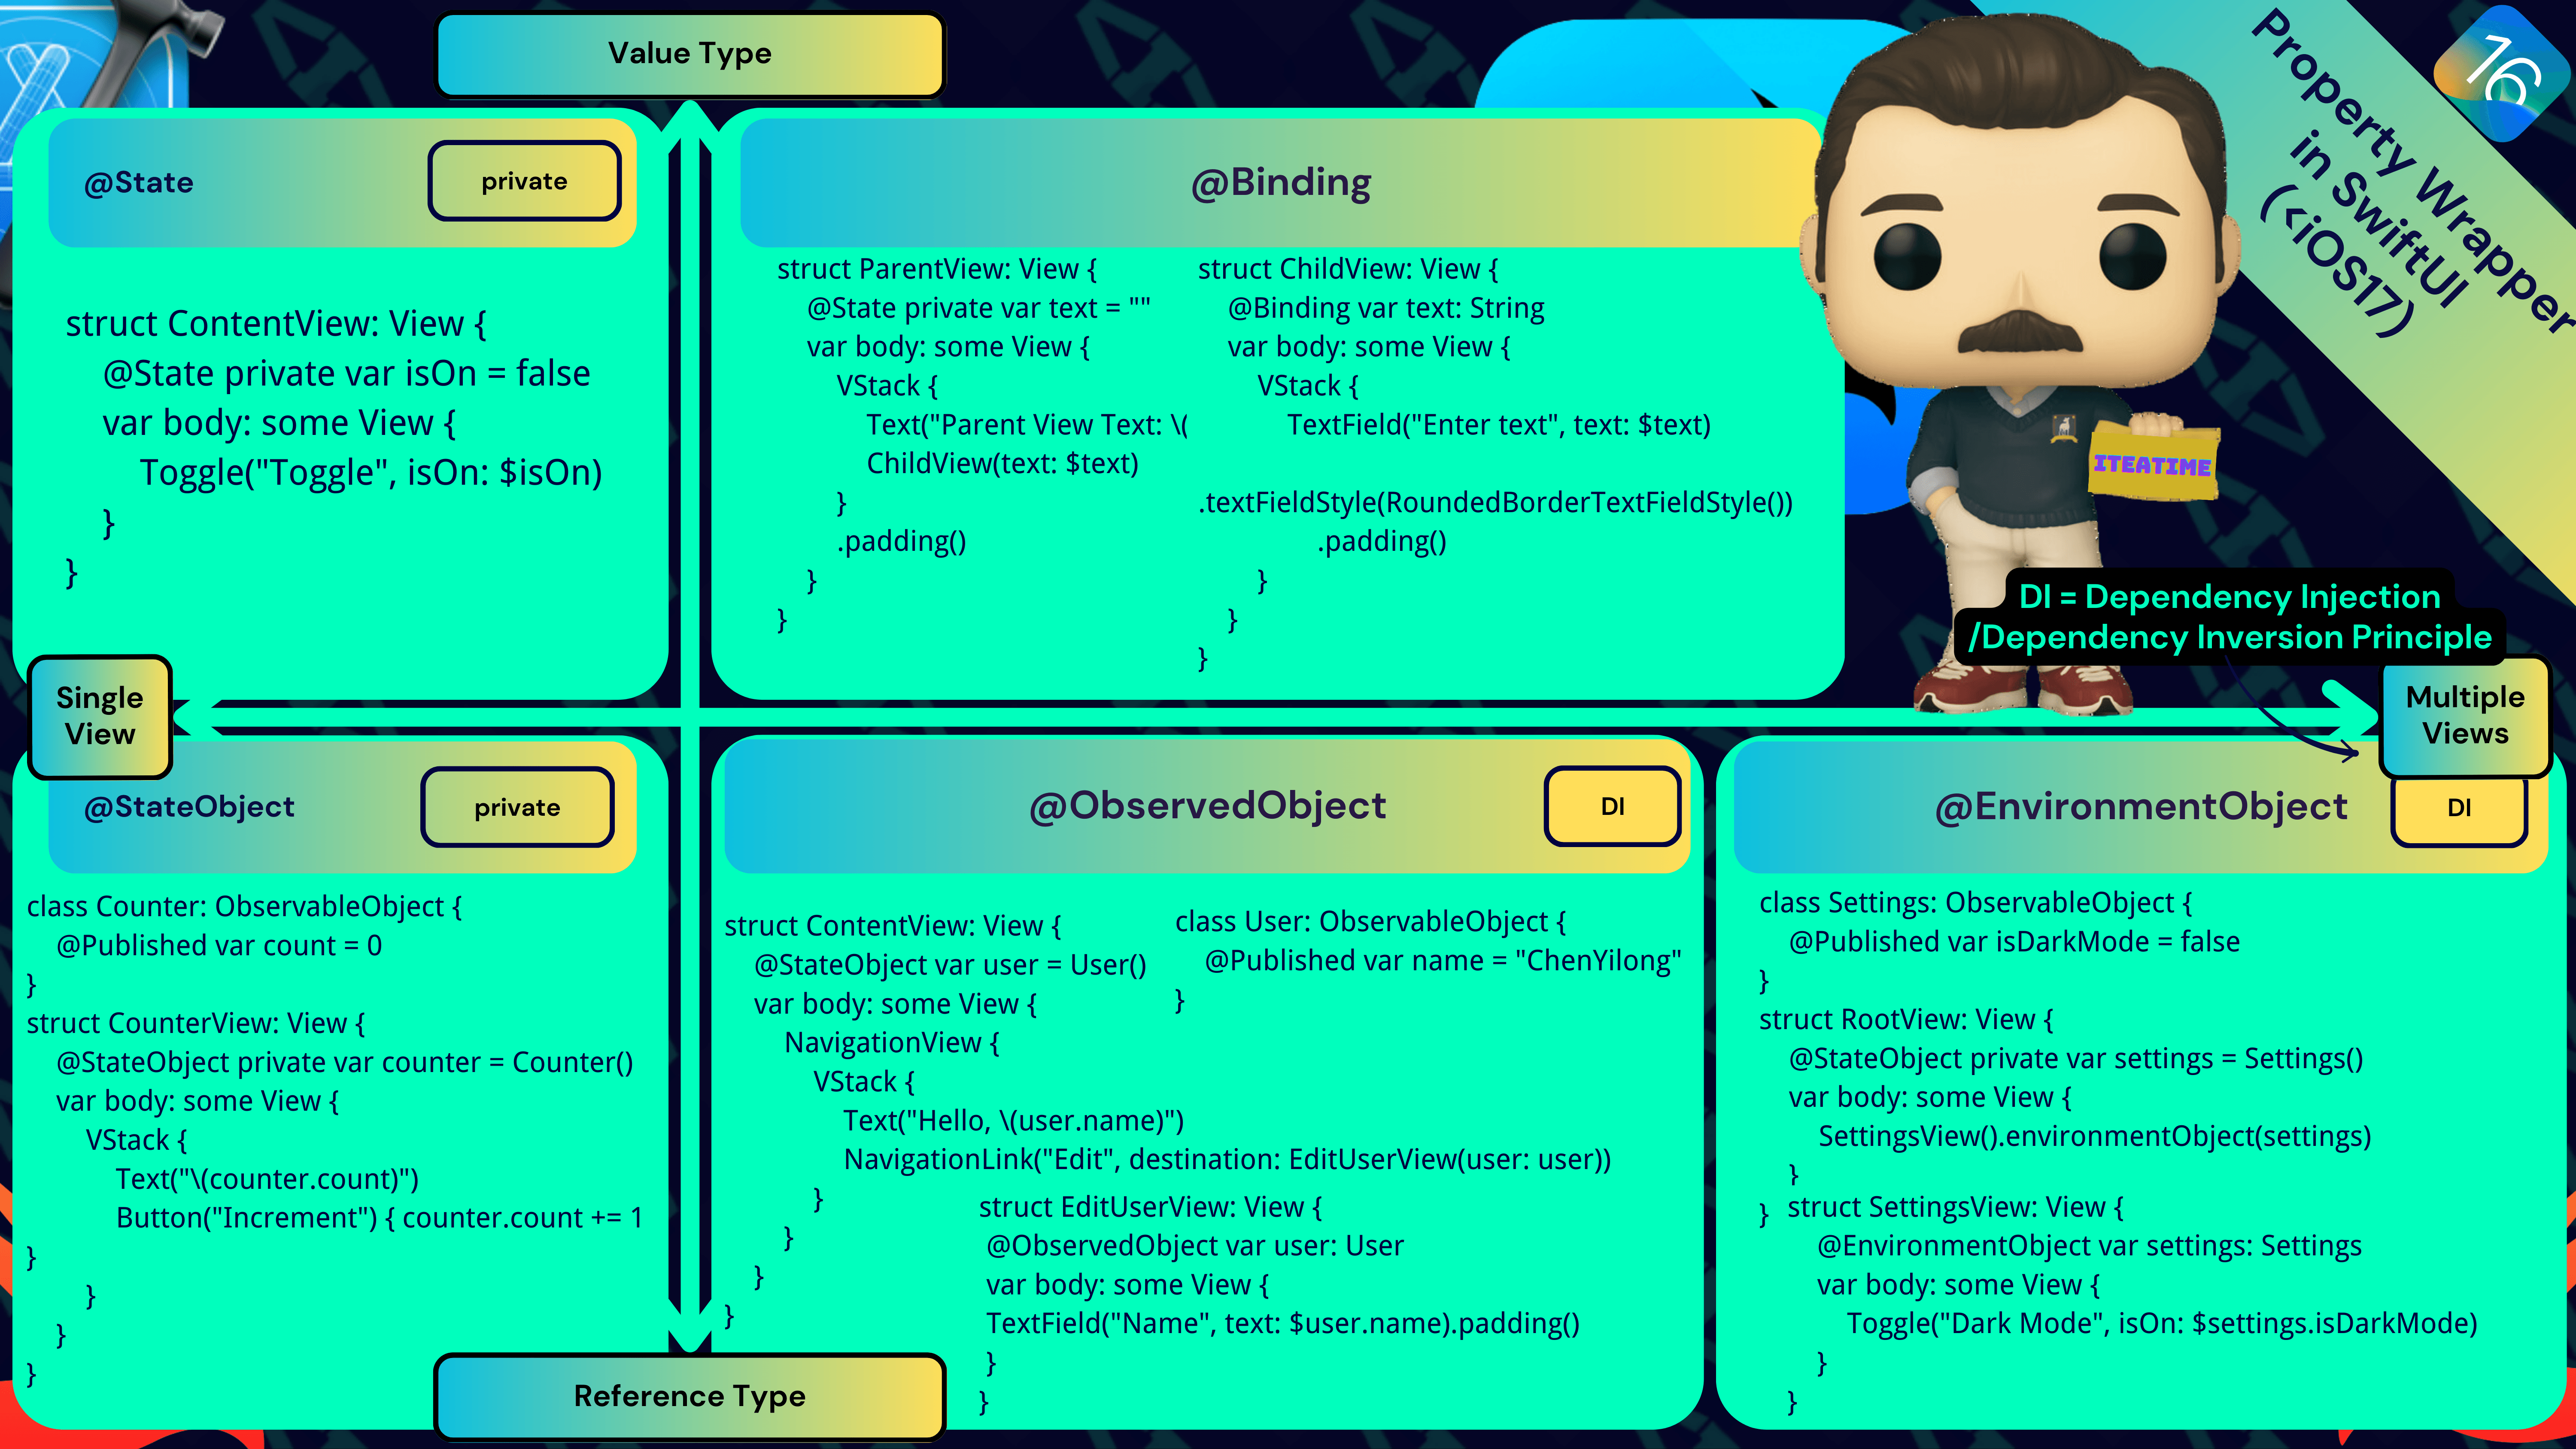 Value Type
Property Wrapper
in SwiftUI
(<iOS17)
16
@State
private
struct ContentView: View {
    @State private var isOn = false
    var body: some View {
        Toggle("Toggle", isOn: $isOn)
    }
}
@Binding
struct ParentView: View {
    @State private var text = ""
    var body: some View {
        VStack {
            Text("Parent View Text: \(
            ChildView(text: $text)
        }
        .padding()
    }
}
struct ChildView: View {
    @Binding var text: String
    var body: some View {
        VStack {
            TextField("Enter text", text: $text)
.textFieldStyle(RoundedBorderTextFieldStyle())
                .padding()
        }
    }
}
ITEATIME
DI = Dependency Injection
/Dependency Inversion Principle
Single
View
Multiple
Views
@StateObject
private
class Counter: ObservableObject {
    @Published var count = 0
}
struct CounterView: View {
    @StateObject private var counter = Counter()
    var body: some View {
        VStack {
            Text("\(counter.count)")
            Button("Increment") { counter.count += 1
}
        }
    }
}
@ObservedObject
DI
struct ContentView: View {
    @StateObject var user = User()
    var body: some View {
        NavigationView {
            VStack {
                Text("Hello, \(user.name)")
                NavigationLink("Edit", destination: EditUserView(user: user))
            }
        }
    }
}
class User: ObservableObject {
    @Published var name = "ChenYilong"
}
struct EditUserView: View {
 @ObservedObject var user: User
 var body: some View {
 TextField("Name", text: $user.name).padding()
 }
}
@EnvironmentObject
DI
class Settings: ObservableObject {
    @Published var isDarkMode = false
}
struct RootView: View {
    @StateObject private var settings = Settings()
    var body: some View {
        SettingsView().environmentObject(settings)
    }
}
struct SettingsView: View {
    @EnvironmentObject var settings: Settings
    var body: some View {
        Toggle("Dark Mode", isOn: $settings.isDarkMode)
    }
}
Reference Type